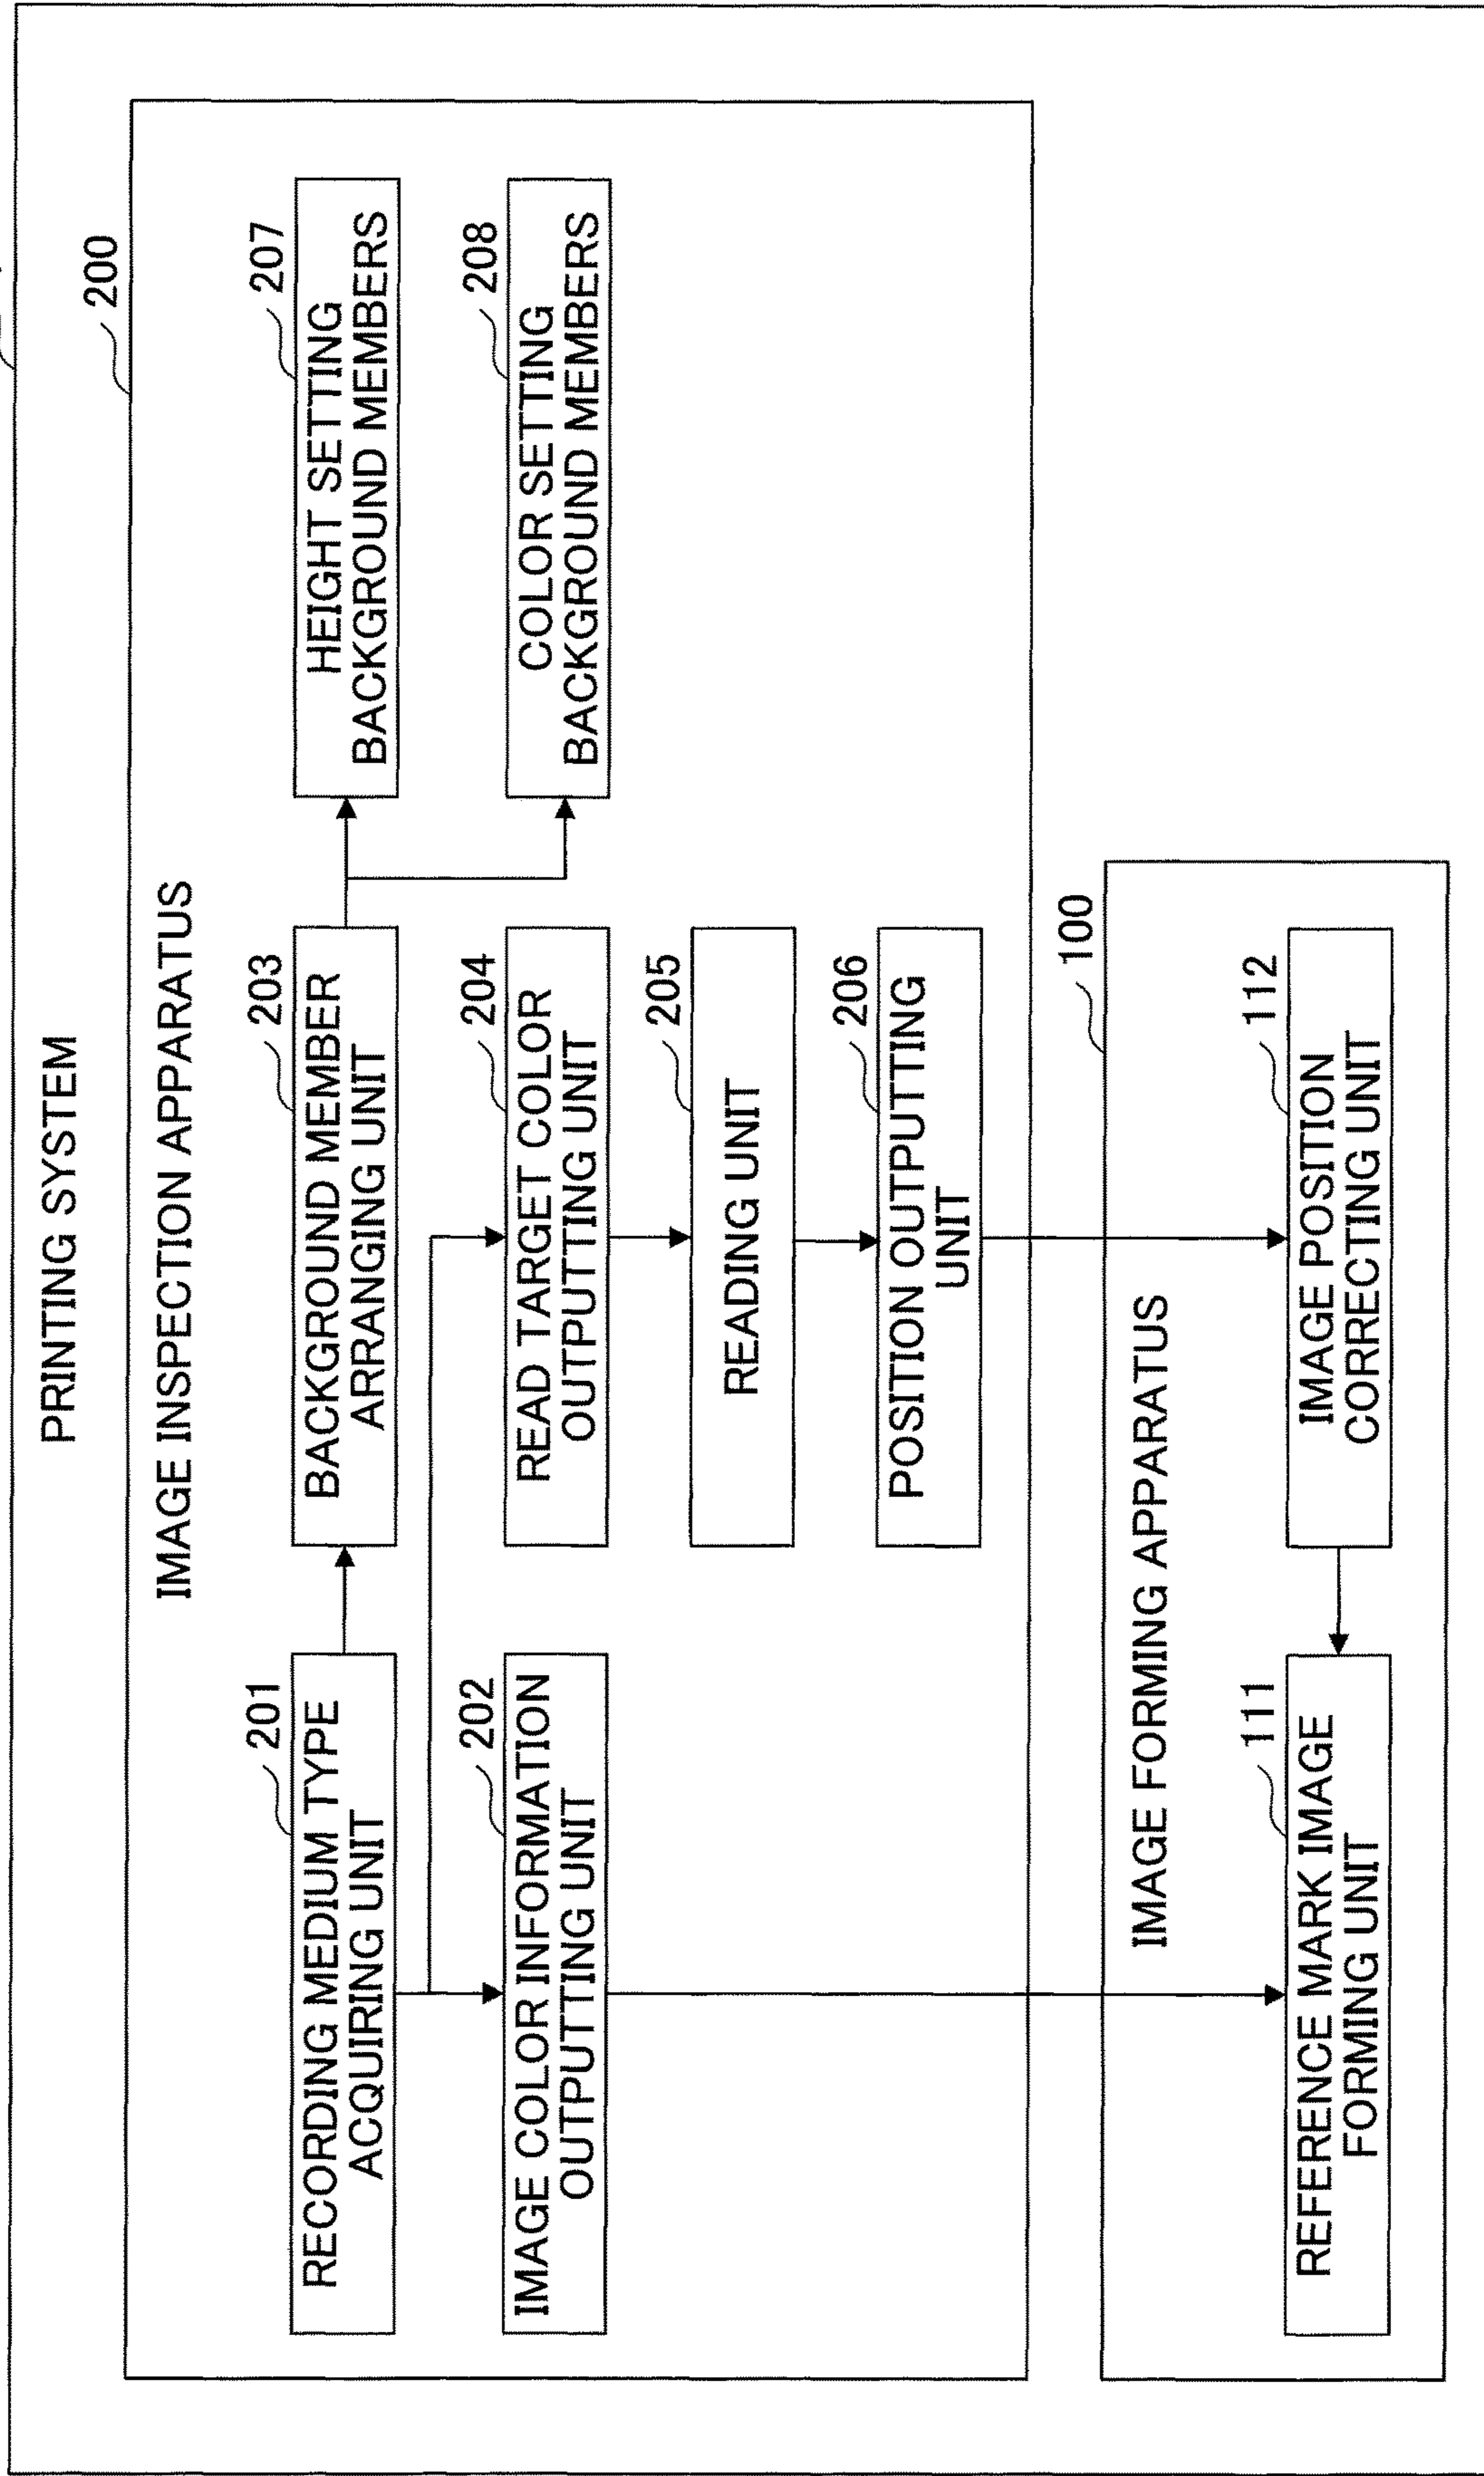 PRINTING SYSTEM
200
IMAGE INSPECTION APPARATUS
201
RECORDING MEDIUM TYPE
ACQUIRING UNIT
203
BACKGROUND MEMBER
ARRANGING UNIT
207
HEIGHT SETTING
BACKGROUND MEMBERS
202
IMAGE COLOR INFORMATION
OUTPUTTING UNIT
204
READ TARGET COLOR
OUTPUTTING UNIT
208
COLOR SETTING
BACKGROUND MEMBERS
205
READING UNIT
206
POSITION OUTPUTTING
UNIT
100
IMAGE FORMING APPARATUS
111
REFERENCE MARK IMAGE
FORMING UNIT
112
IMAGE POSITION
CORRECTING UNIT